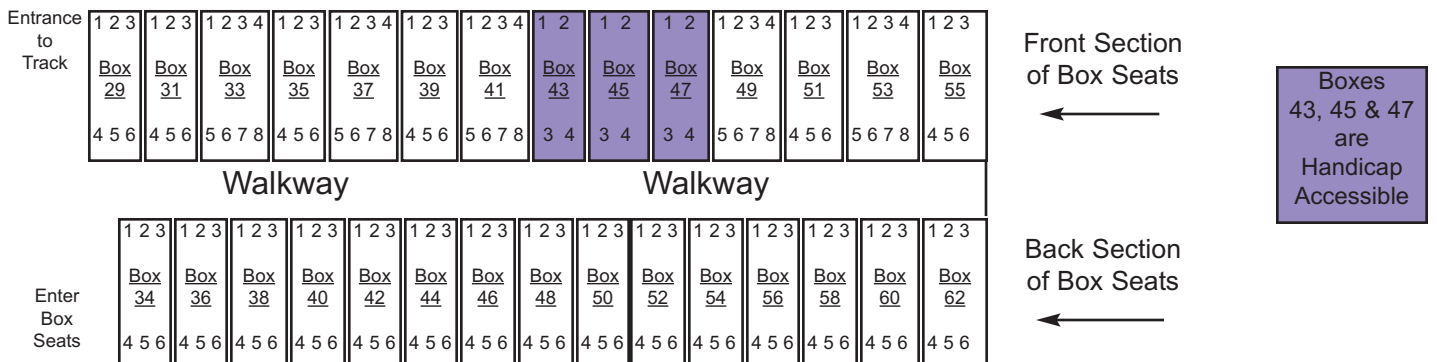 Entrance
to
Track
1 2 3 1 2 3 1 2 3 4 1 2 3 1 2 3 4 1 2 3 1 2 3 4 1 2 1 2 1 2 1 2 3 4 1 2 3 1 2 3 4 1 2 3
Box Box Box Box Box Box Box Box Box Box Box Box Box Box
29 31 33 35 37 39 41 43 45 47 49 51 53 55
4 5 6 4 5 6 5 6 7 8 4 5 6 5 6 7 8 4 5 6 5 6 7 8 3 4 3 4 3 4 5 6 7 8 4 5 6 5 6 7 8 4 5 6
Front Section
of Box Seats
Boxes
43, 45 & 47
are
Handicap
Accessible
Walkway Walkway
1 2 3 1 2 3 1 2 3 1 2 3 1 2 3 1 2 3 1 2 3 1 2 3 1 2 3 1 2 3 1 2 3 1 2 3 1 2 3 1 2 3 1 2 3
Box Box Box Box Box Box Box Box Box Box Box Box Box Box Box
34 36 38 40 42 44 46 48 50 52 54 56 58 60 62
4 5 6 4 5 6 4 5 6 4 5 6 4 5 6 4 5 6 4 5 6 4 5 6 4 5 6 4 5 6 4 5 6 4 5 6 4 5 6 4 5 6 4 5 6
Enter
Box
Seats
Back Section
of Box Seats